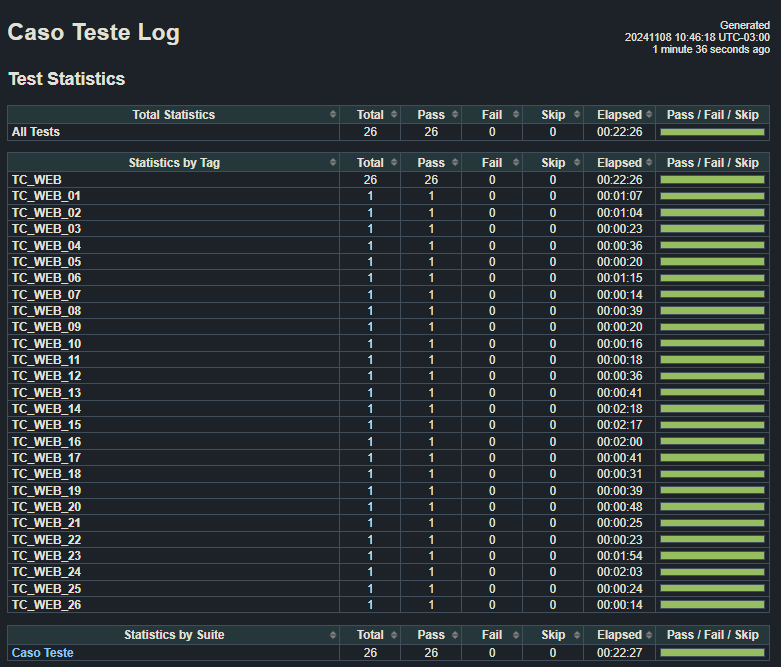 Caso Teste Log
Generated
20241108 10:46:18 UTC-03:00
1 minute 36 seconds ago
Test Statistics
Total Statistics Total Pass Fail Skip Elapsed Pass / Fail / Skip
All Tests 26 26 0 0 00:22:26
Statistics by Tag Total Pass Fail Skip Elapsed Pass / Fail / Skip
TC_WEB 26 26 0 0 00:22:26
TC_WEB_01 1 1 0 0 00:01:07
TC_WEB_02 1 1 0 0 00:01:04
TC_WEB_03 1 1 0 0 00:00:23
TC_WEB_04 1 1 0 0 00:00:36
TC_WEB_05 1 1 0 0 00:00:20
TC_WEB_06 1 1 0 0 00:01:15
TC_WEB_07 1 1 0 0 00:00:14
TC_WEB_08 1 1 0 0 00:00:39
TC_WEB_09 1 1 0 0 00:00:20
TC_WEB_10 1 1 0 0 00:00:16
TC_WEB_11 1 1 0 0 00:00:18
TC_WEB_12 1 1 0 0 00:00:36
TC_WEB_13 1 1 0 0 00:00:41
TC_WEB_14 1 1 0 0 00:02:18
TC_WEB_15 1 1 0 0 00:02:17
TC_WEB_16 1 1 0 0 00:02:00
TC_WEB_17 1 1 0 0 00:00:41
TC_WEB_18 1 1 0 0 00:00:31
TC_WEB_19 1 1 0 0 00:00:39
TC_WEB_20 1 1 0 0 00:00:48
TC_WEB_21 1 1 0 0 00:00:25
TC_WEB_22 1 1 0 0 00:00:23
TC_WEB_23 1 1 0 0 00:01:54
TC_WEB_24 1 1 0 0 00:02:03
TC_WEB_25 1 1 0 0 00:00:24
TC_WEB_26 1 1 0 0 00:00:14
Statistics by Suite Total Pass Fail Skip Elapsed Pass / Fail / Skip
Caso Teste 26 26 0 0 00:22:27